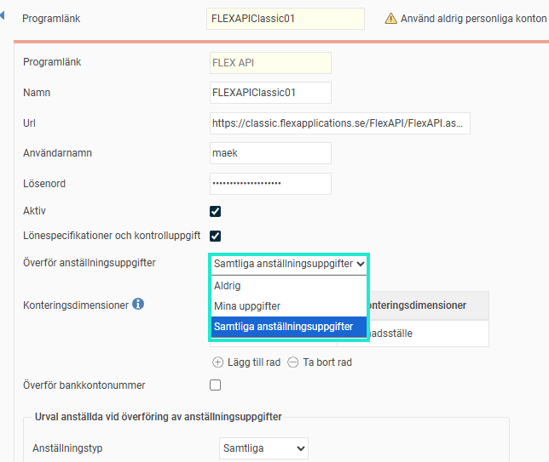 Programlänk FLEXAPIClassic01 Använd aldrig personliga konton
Programlänk FLEX API
Namn FLEXAPIClassic01
Url https://classic.flexapplications.se/FlexAPI/FlexAPI.as...
Användarnamn maek
Lösenord ••••••••••••••••••••
Aktiv
Lönespecifikationer och kontrolluppgift
Överför anställningsuppgifter Samtliga anställningsuppgifter
Aldrig
Konteringsdimensioner Mina uppgifter onteringsdimensioner
Samtliga anställningsuppgifter adsställe
Lägg till rad Ta bort rad
Överför bankkontonummer
Urval anställda vid överföring av anställningsuppgifter
Anställningstyp Samtliga